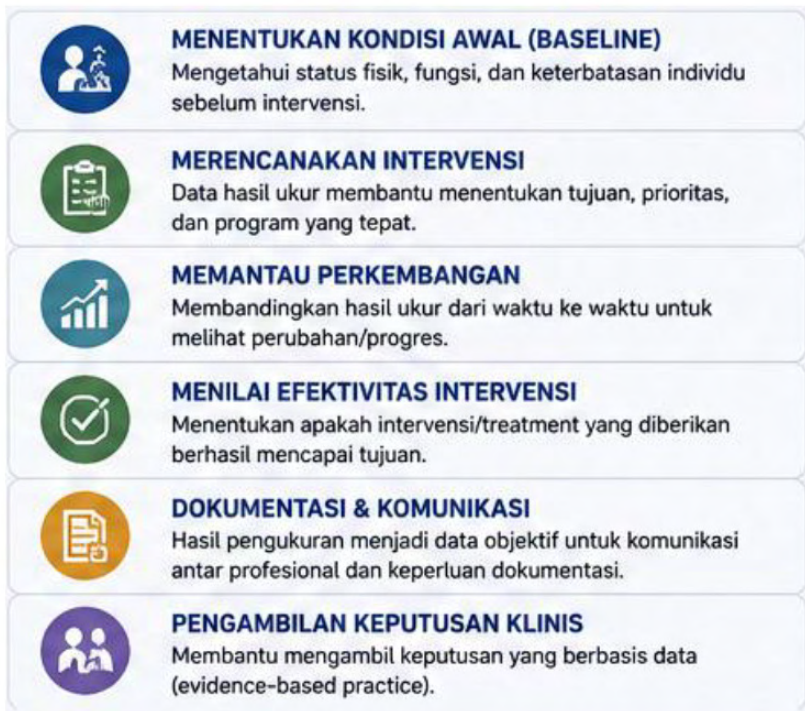 MENENTUKAN KONDISI AWAL (BASELINE)
Mengetahui status fisik, fungsi, dan keterbatasan individu
sebelum intervensi.
MERENCANAKAN INTERVENSI
Data hasil ukur membantu menentukan tujuan, prioritas,
dan program yang tepat.
MEMANTAU PERKEMBANGAN
Membandingkan hasil ukur dari waktu ke waktu untuk
melihat perubahan/progres.
MENILAI EFEKTIVITAS INTERVENSI
Menentukan apakah intervensi/treatment yang diberikan
berhasil mencapai tujuan.
DOKUMENTASI & KOMUNIKASI
Hasil pengukuran menjadi data objektif untuk komunikasi
antar profesional dan keperluan dokumentasi.
PENGAMBILAN KEPUTUSAN KLINIS
Membantu mengambil keputusan yang berbasis data
(evidence-based practice).